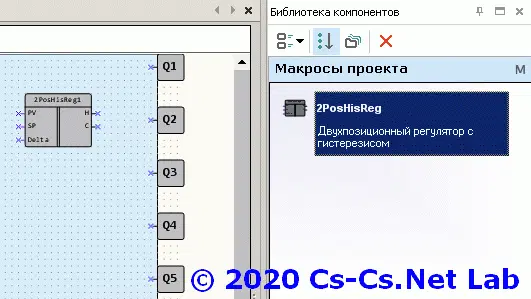 Библиотека компонентов
Макросы проекта
М
2PosHisReg
Двухпозиционный регулятор с
гистерезисом
2PosHisReg1
PV
H
SP
C
Delta
Q1
Q2
Q3
Q4
Q5
© 2020 Cs-Cs.Net Lab